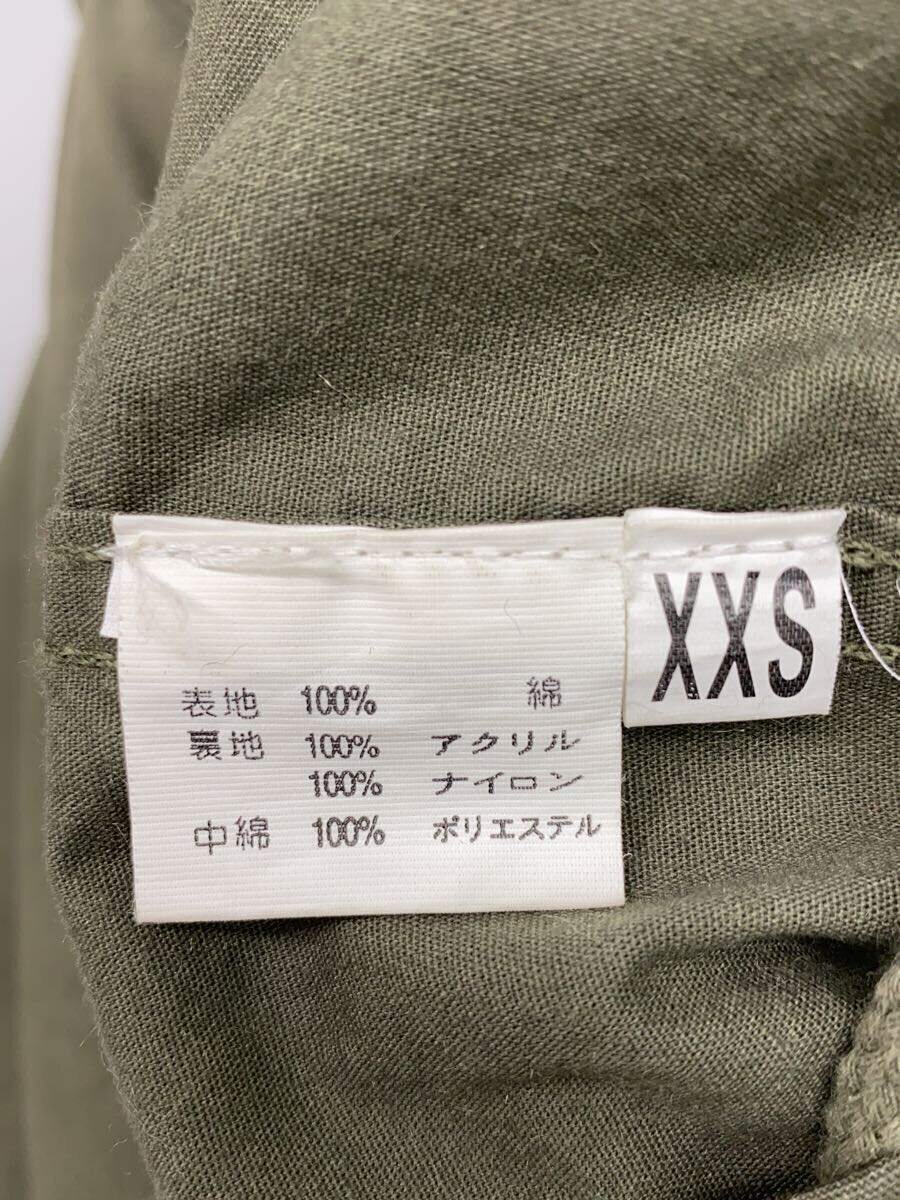 XXS
表地 100% 綿
裏地 100% アクリル
100% ナイロン
中綿 100% ポリエステル